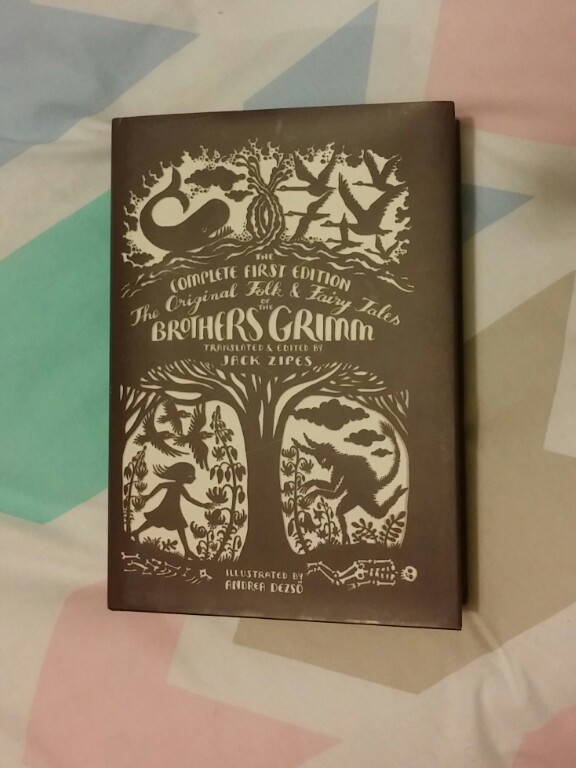 THE
COMPLETE FIRST EDITION
The Original Folk & Fairy Tales
OF THE
BROTHERS GRIMM
TRANSLATED & EDITED BY
JACK ZIPES
ILLUSTRATED BY
ANDREA DEZSÖ